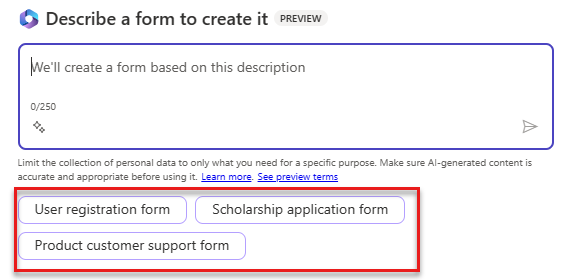 Describe a form to create it PREVIEW
We'll create a form based on this description
0/250
Limit the collection of personal data to only what you need for a specific purpose. Make sure AI-generated content is
accurate and appropriate before using it. Learn more. See preview terms
User registration form Scholarship application form
Product customer support form